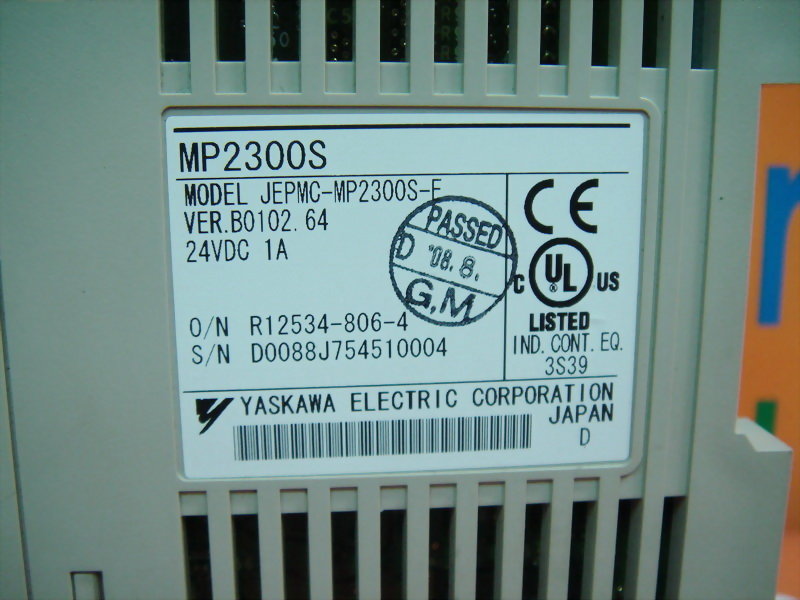 MP2300S
MODEL JEPMC-MP2300S-E
VER.B0102.64
24VDC 1A
PASSED
D '08.8.
G.M
O/N R12534-806-4
S/N D0088J754510004
CE
C UL® US
LISTED
IND. CONT. EQ.
3S39
YASKAWA ELECTRIC CORPORATION
JAPAN
D